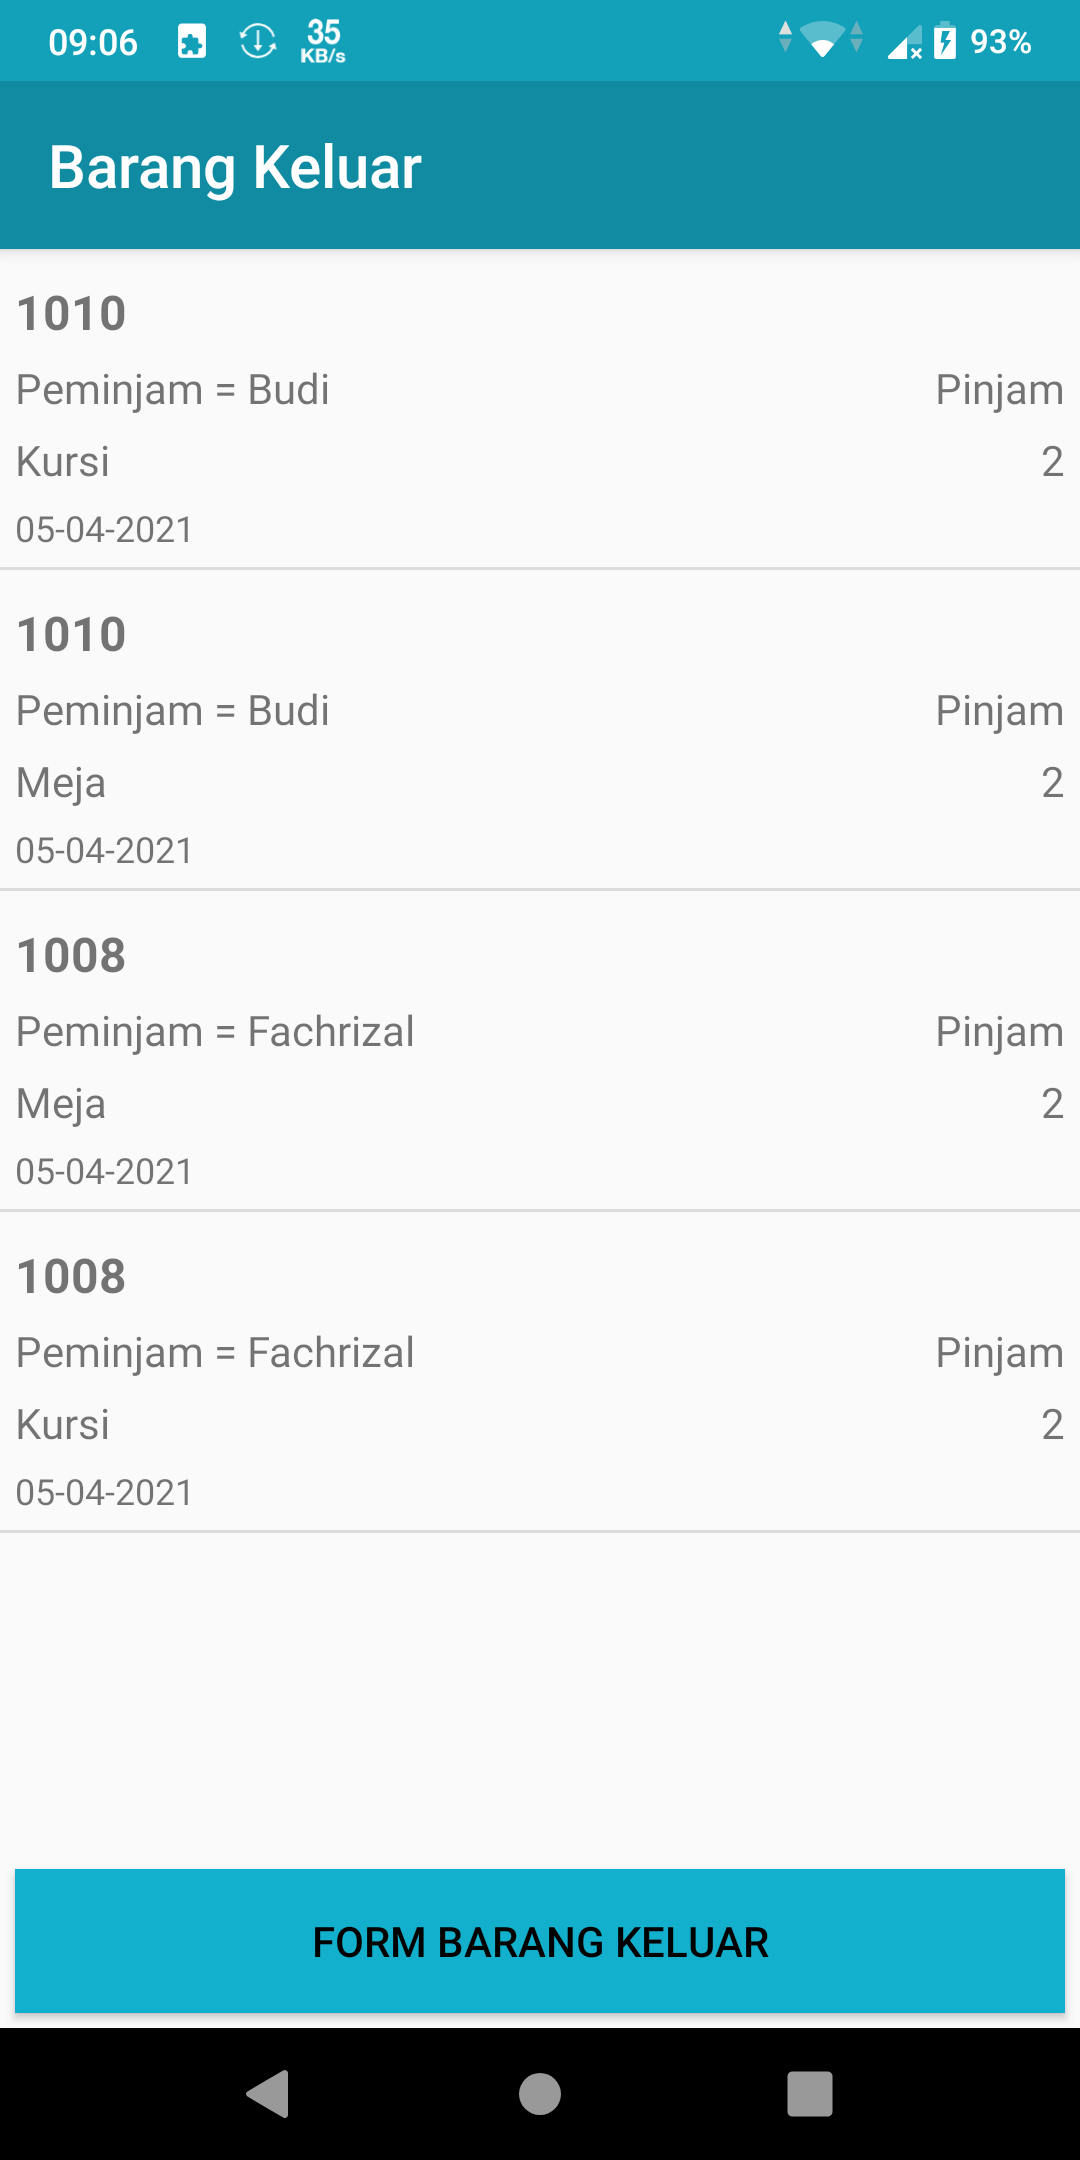 09:06 35 KB/s 93%
Barang Keluar
1010
Peminjam = Budi Pinjam
Kursi 2
05-04-2021
1010
Peminjam = Budi Pinjam
Meja 2
05-04-2021
1008
Peminjam = Fachrizal Pinjam
Meja 2
05-04-2021
1008
Peminjam = Fachrizal Pinjam
Kursi 2
05-04-2021
FORM BARANG KELUAR